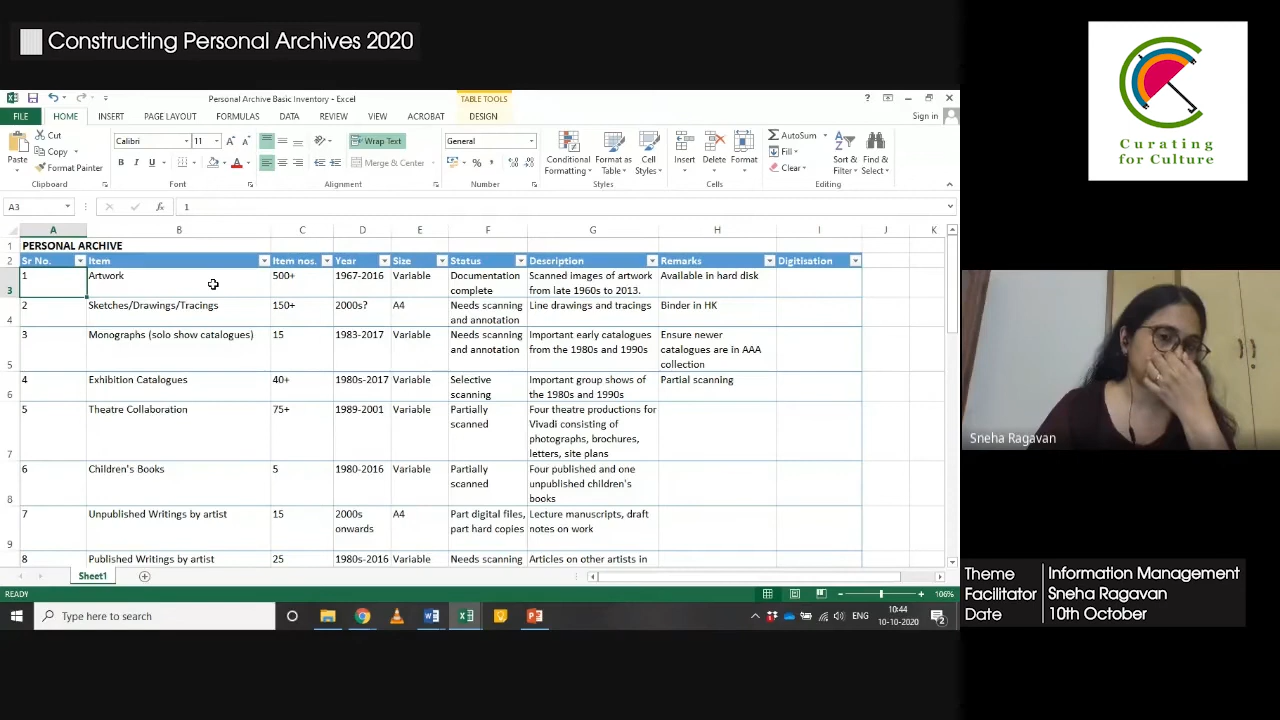 Constructing Personal Archives 2020
Personal Archive Basic Inventory - Excel
TABLE TOOLS
FILE HOME INSERT PAGE LAYOUT FORMULAS DATA REVIEW VIEW ACROBAT DESIGN Sign in
Paste
Cut
Copy
Format Painter
Clipboard
Calibri 11
B I U
Font
Wrap Text
Merge & Center
Alignment
General
Number
Conditional Formatting
Format as Table
Cell Styles
Styles
Insert Delete Format
Cells
AutoSum
Fill
Clear
Sort & Filter
Find & Select
Editing
A3 fx 1
A B C D E F G H I J K
1 PERSONAL ARCHIVE
2 Sr No. Item Item nos. Year Size Status Description Remarks Digitisation
1 Artwork 500+ 1967-2016 Variable Documentation Scanned images of artwork Available in hard disk
3 complete from late 1960s to 2013.
2 Sketches/Drawings/Tracings 150+ 2000s? A4 Needs scanning Line drawings and tracings Binder in HK
4 and annotation
3 Monographs (solo show catalogues) 15 1983-2017 Variable Needs scanning Important early catalogues Ensure newer
and annotation from the 1980s and 1990s catalogues are in AAA
5 collection
4 Exhibition Catalogues 40+ 1980s-2017 Variable Selective Important group shows of Partial scanning
6 scanning the 1980s and 1990s
5 Theatre Collaboration 75+ 1989-2001 Variable Partially Four theatre productions for
scanned Vivadi consisting of
photographs, brochures,
7 letters, site plans
6 Children's Books 5 1980-2016 Variable Partially Four published and one
scanned unpublished children's
8 books
7 Unpublished Writings by artist 15 2000s A4 Part digital files, Lecture manuscripts, draft
onwards part hard copies notes on work
9
8 Published Writings by artist 25 1980s-2016 Variable Needs scanning Articles on other artists in
Sheet1
READY 106%
Type here to search
ENG
10:44
10-10-2020
2
Curating
for Culture
Sneha Ragavan
Theme Information Management
Facilitator Sneha Ragavan
Date 10th October